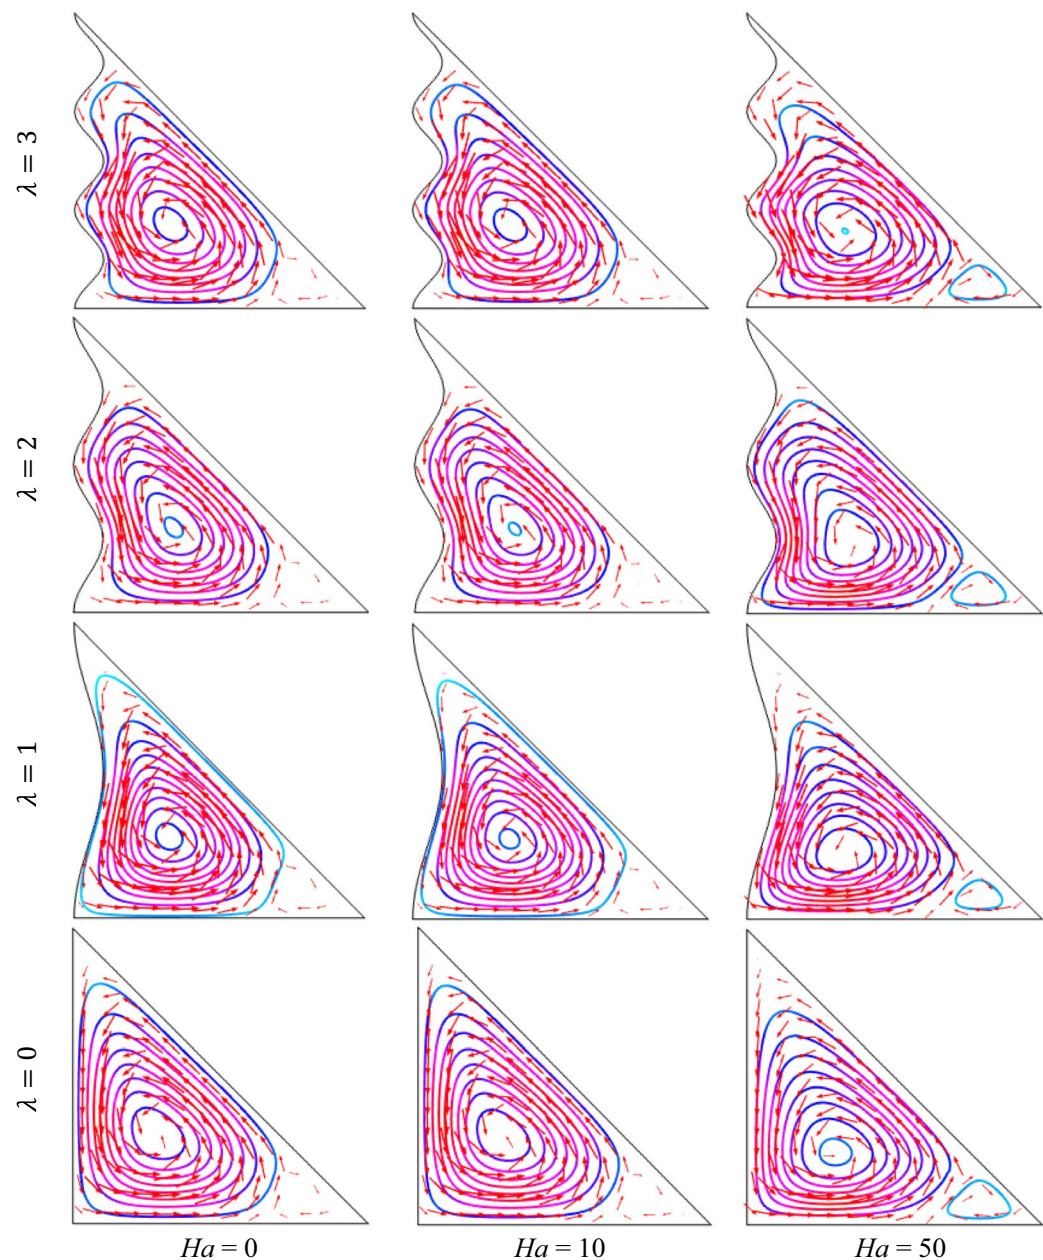 λ = 3
λ = 2
λ = 1
λ = 0
Ha = 0
Ha = 10
Ha = 50